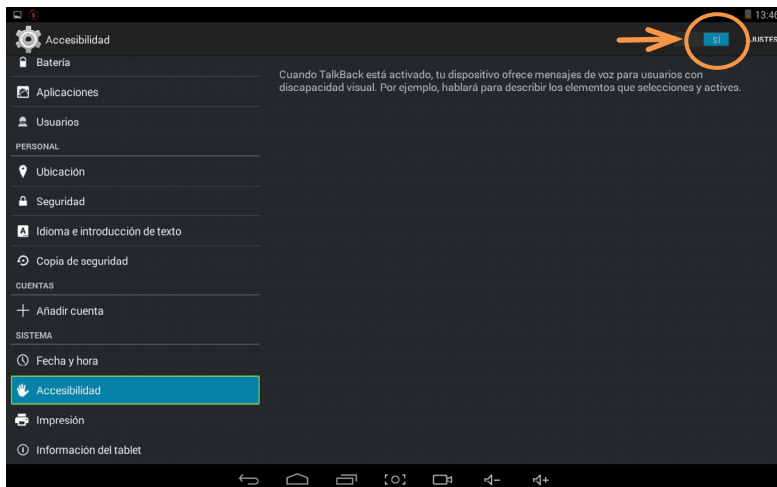 13:46
Accesibilidad
SÍ
JUSTES
Batería
Aplicaciones
Usuarios
PERSONAL
Ubicación
Seguridad
A Idioma e introducción de texto
Copia de seguridad
CUENTAS
Añadir cuenta
SISTEMA
Fecha y hora
Accesibilidad
Impresión
Información del tablet
Cuando TalkBack está activado, tu dispositivo ofrece mensajes de voz para usuarios con
discapacidad visual. Por ejemplo, hablará para describir los elementos que selecciones y actives.